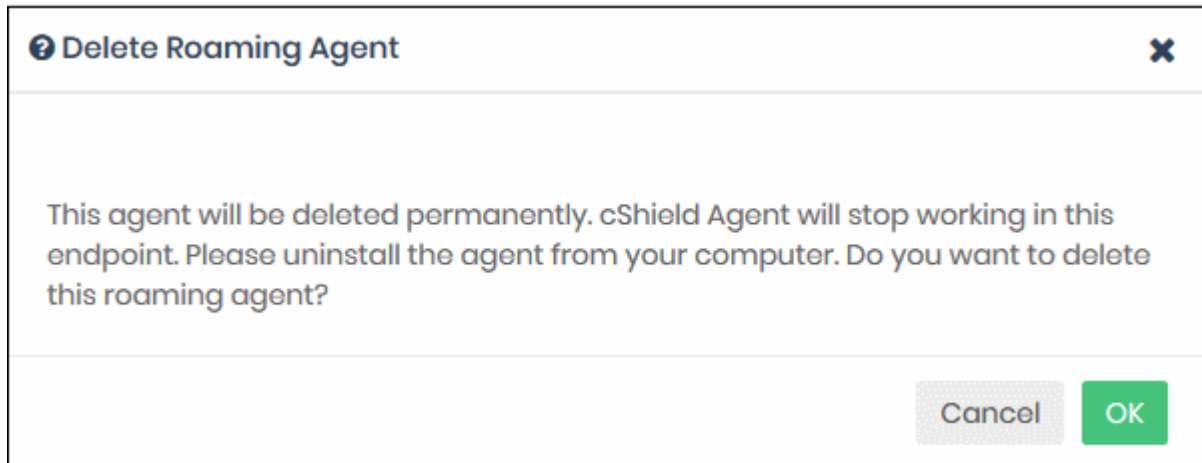 Delete Roaming Agent
This agent will be deleted permanently. cShield Agent will stop working in this
endpoint. Please uninstall the agent from your computer. Do you want to delete
this roaming agent?
Cancel OK